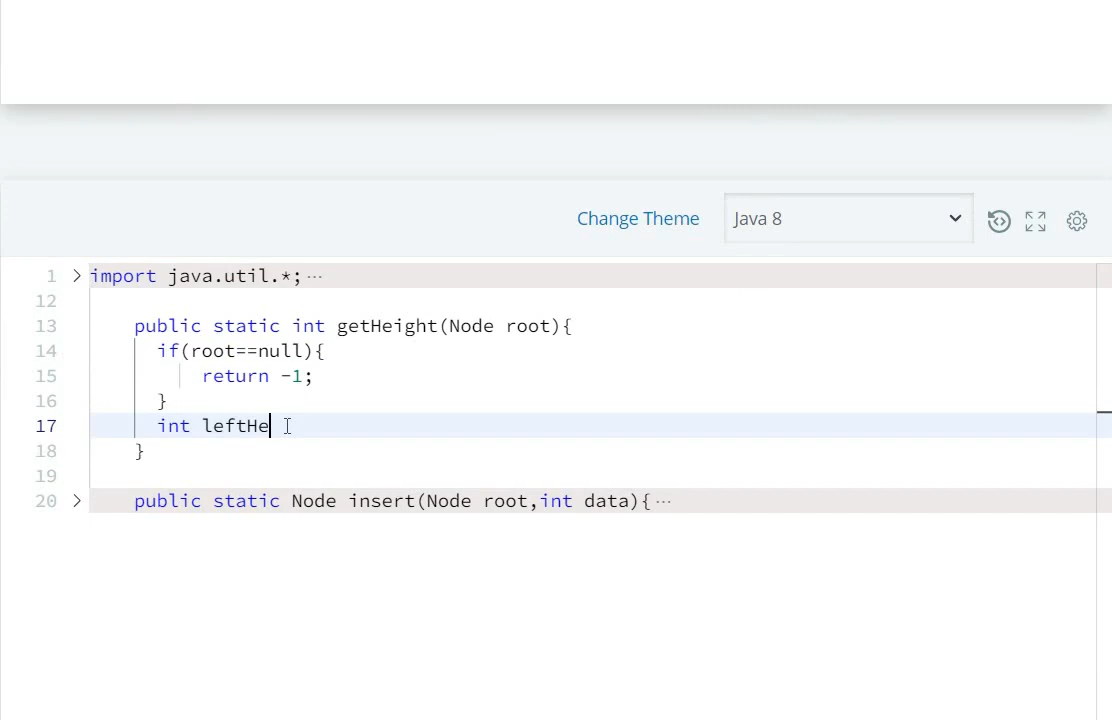 Change Theme Java 8
1 import java.util.*; ···
12
13 public static int getHeight(Node root){
14 if(root==null){
15 return -1;
16 }
17 int leftHe
18 }
19
20 public static Node insert(Node root,int data){ ···